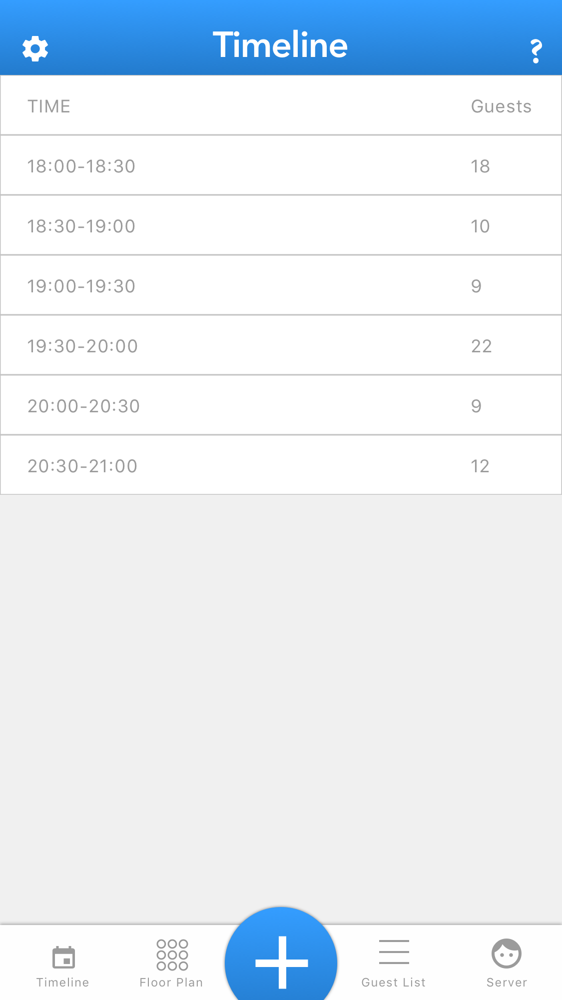 Timeline
?
TIME Guests
18:00-18:30 18
18:30-19:00 10
19:00-19:30 9
19:30-20:00 22
20:00-20:30 9
20:30-21:00 12
Timeline Floor Plan Guest List Server